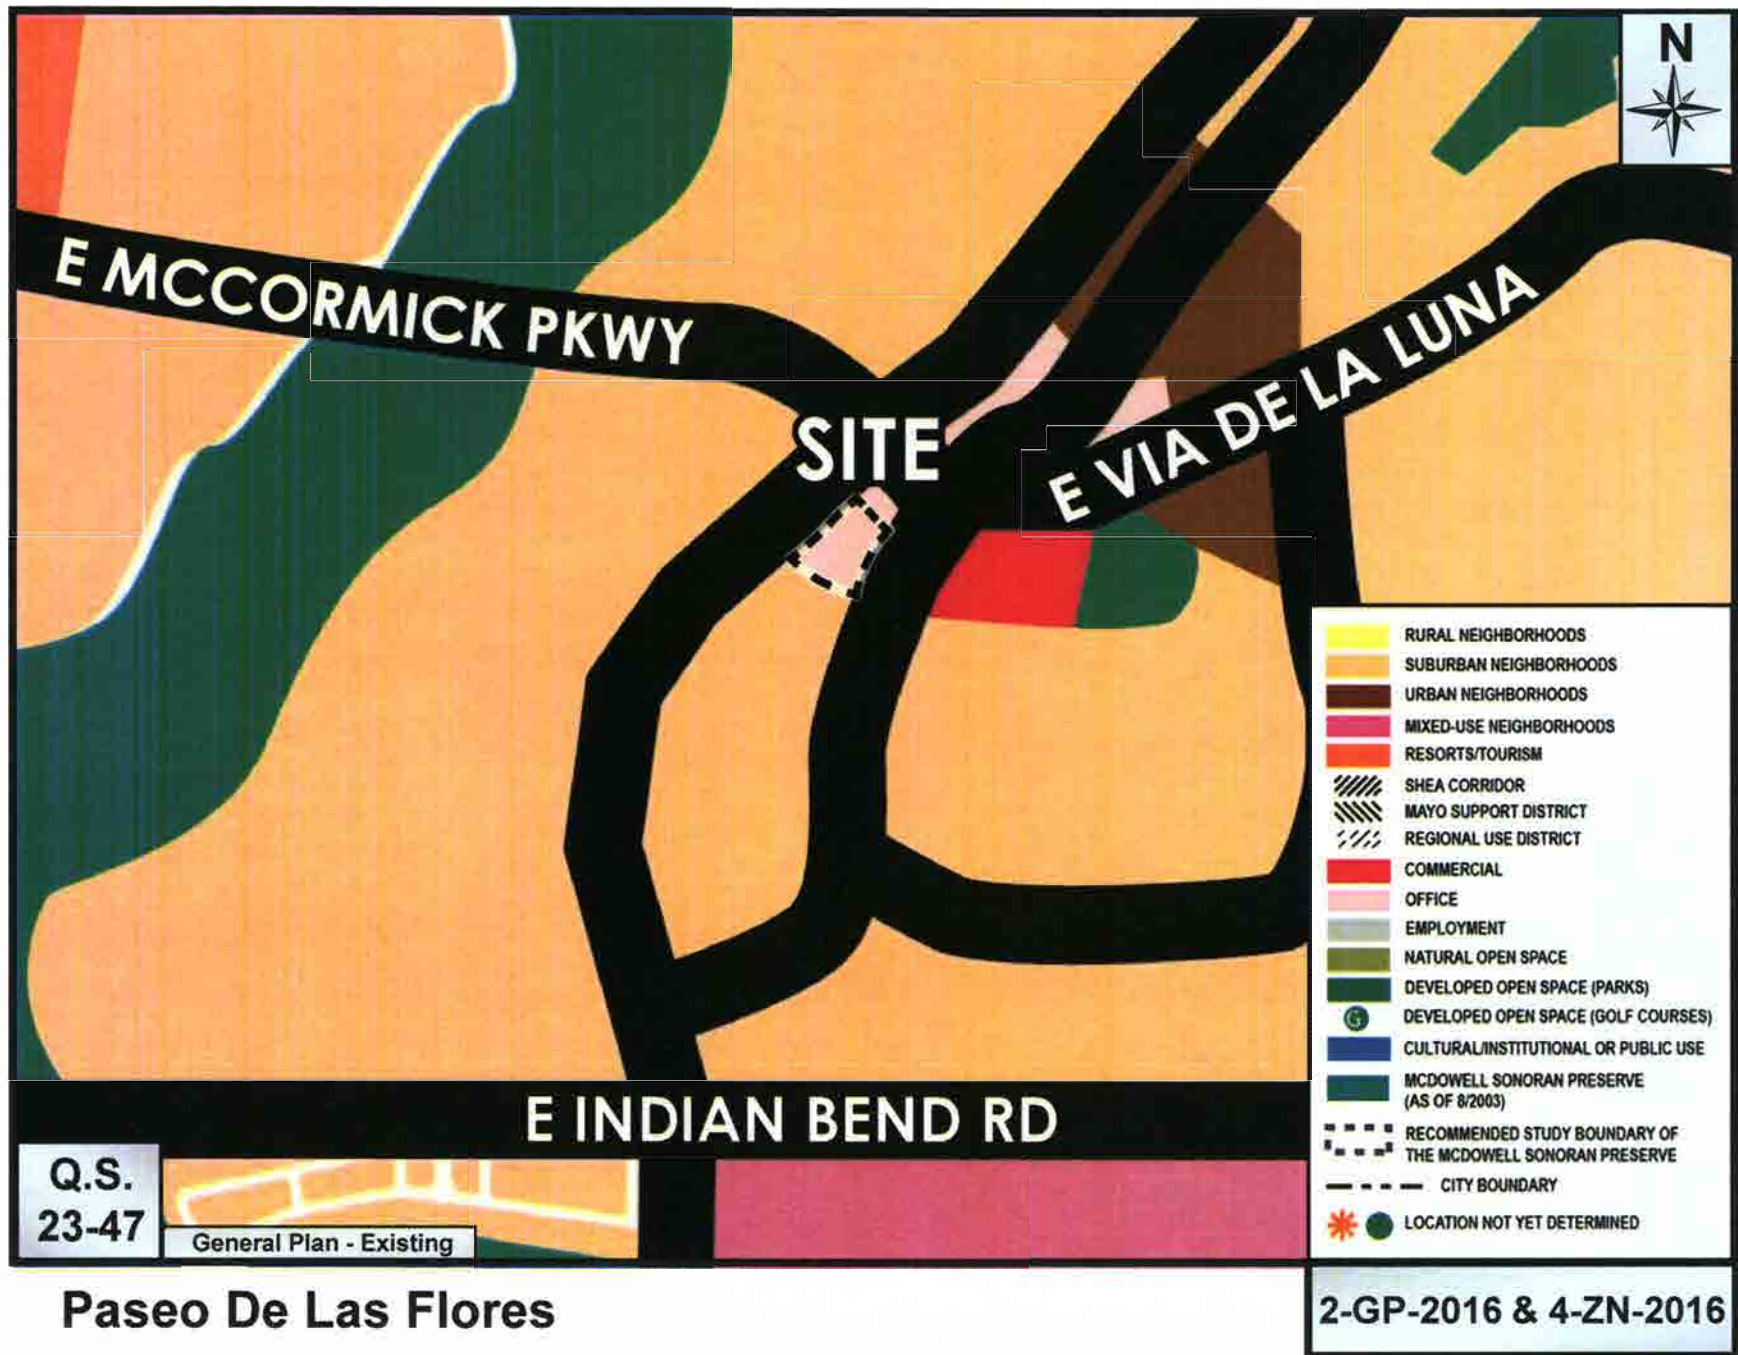 N
E MCCORMICK PKWY
SITE
E VIA DE LA LUNA
RURAL NEIGHBORHOODS
SUBURBAN NEIGHBORHOODS
URBAN NEIGHBORHOODS
MIXED-USE NEIGHBORHOODS
RESORTS/TOURISM
SHEA CORRIDOR
MAYO SUPPORT DISTRICT
REGIONAL USE DISTRICT
COMMERCIAL
OFFICE
EMPLOYMENT
NATURAL OPEN SPACE
DEVELOPED OPEN SPACE (PARKS)
G
DEVELOPED OPEN SPACE (GOLF COURSES)
CULTURAL/INSTITUTIONAL OR PUBLIC USE
MCDOWELL SONORAN PRESERVE
(AS OF 8/2003)
RECOMMENDED STUDY BOUNDARY OF
THE MCDOWELL SONORAN PRESERVE
CITY BOUNDARY
LOCATION NOT YET DETERMINED
E INDIAN BEND RD
Q.S.
23-47
General Plan - Existing
Paseo De Las Flores
2-GP-2016 & 4-ZN-2016